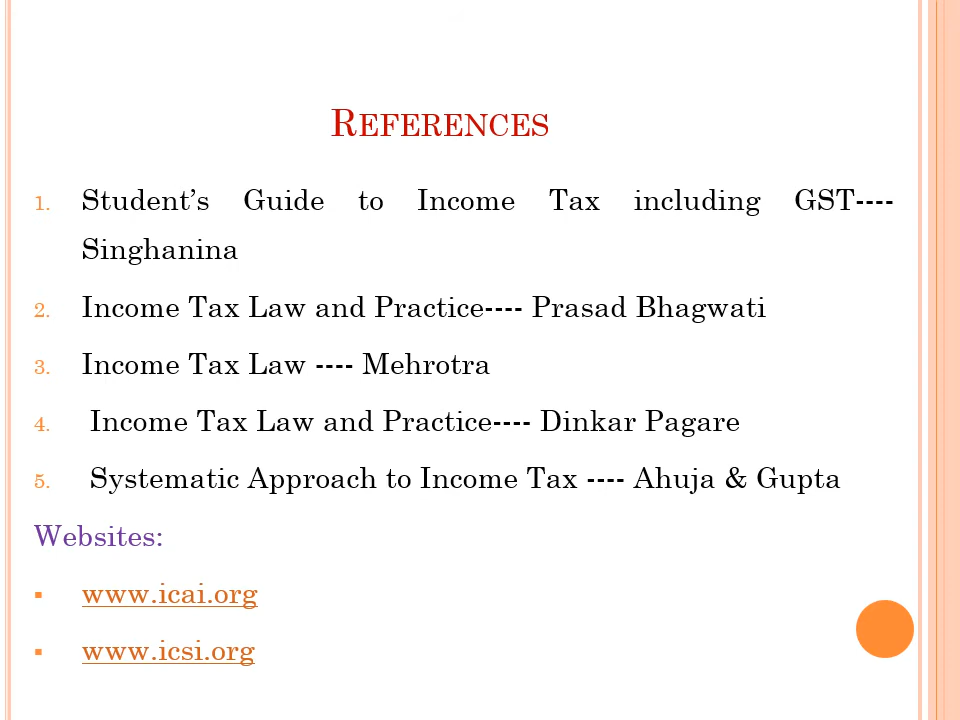 REFERENCES
1. Student's Guide to Income Tax including GST----
Singhanina
2. Income Tax Law and Practice---- Prasad Bhagwati
3. Income Tax Law ---- Mehrotra
4. Income Tax Law and Practice---- Dinkar Pagare
5. Systematic Approach to Income Tax ---- Ahuja & Gupta
Websites:
▪ www.icai.org
▪ www.icsi.org